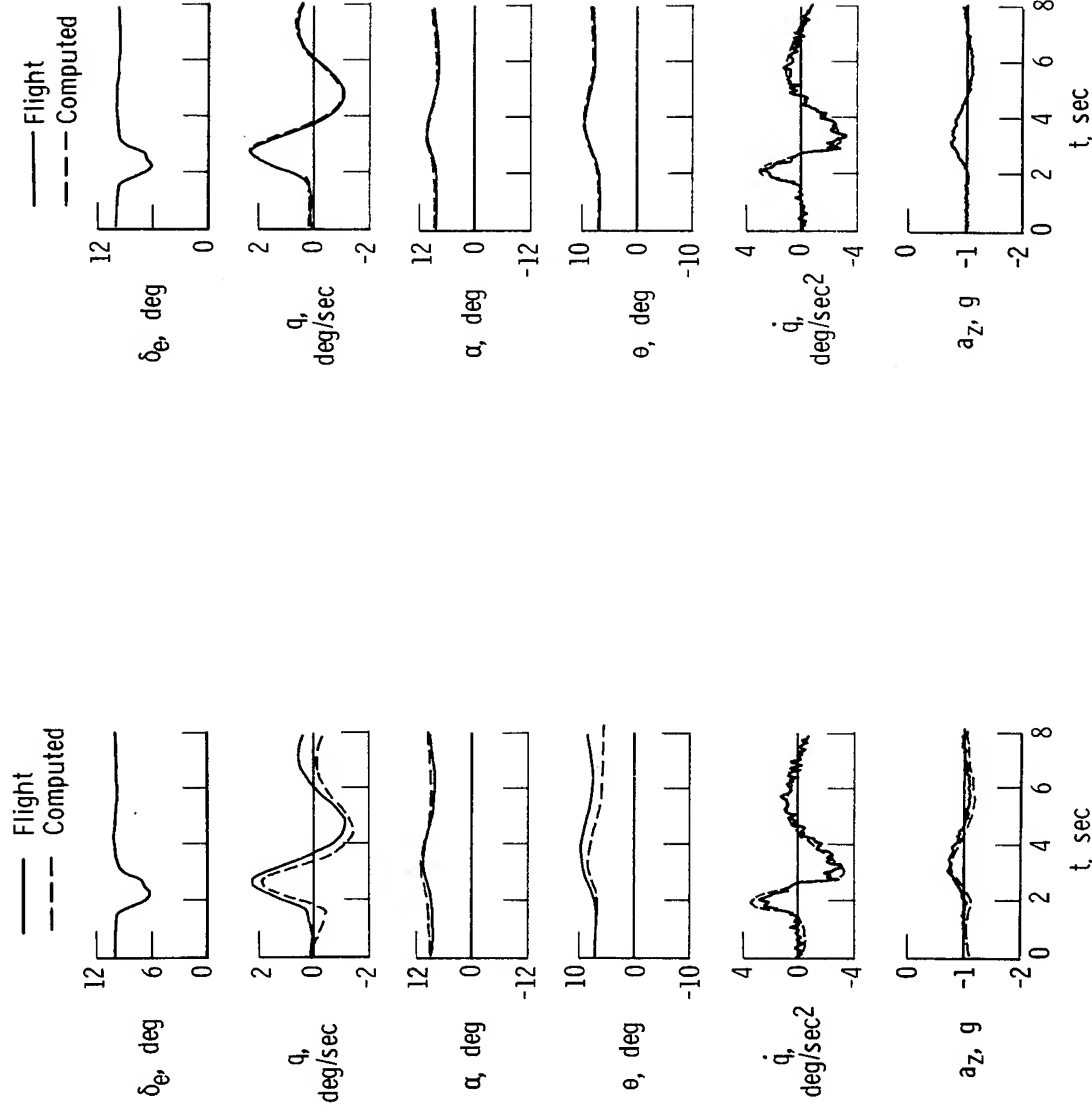 Flight
Computed
12
6
0
δe, deg
2
0
-2
q,
deg/sec
12
0
-12
α, deg
10
0
-10
θ, deg
4
0
-4
q̇,
deg/sec2
0
-1
-2
aZ, g
0
2
4
6
8
t, sec
Flight
Computed
12
6
0
δe, deg
2
0
-2
q,
deg/sec
12
0
-12
α, deg
10
0
-10
θ, deg
4
0
-4
q̇,
deg/sec2
0
-1
-2
aZ, g
0
2
4
6
8
t, sec